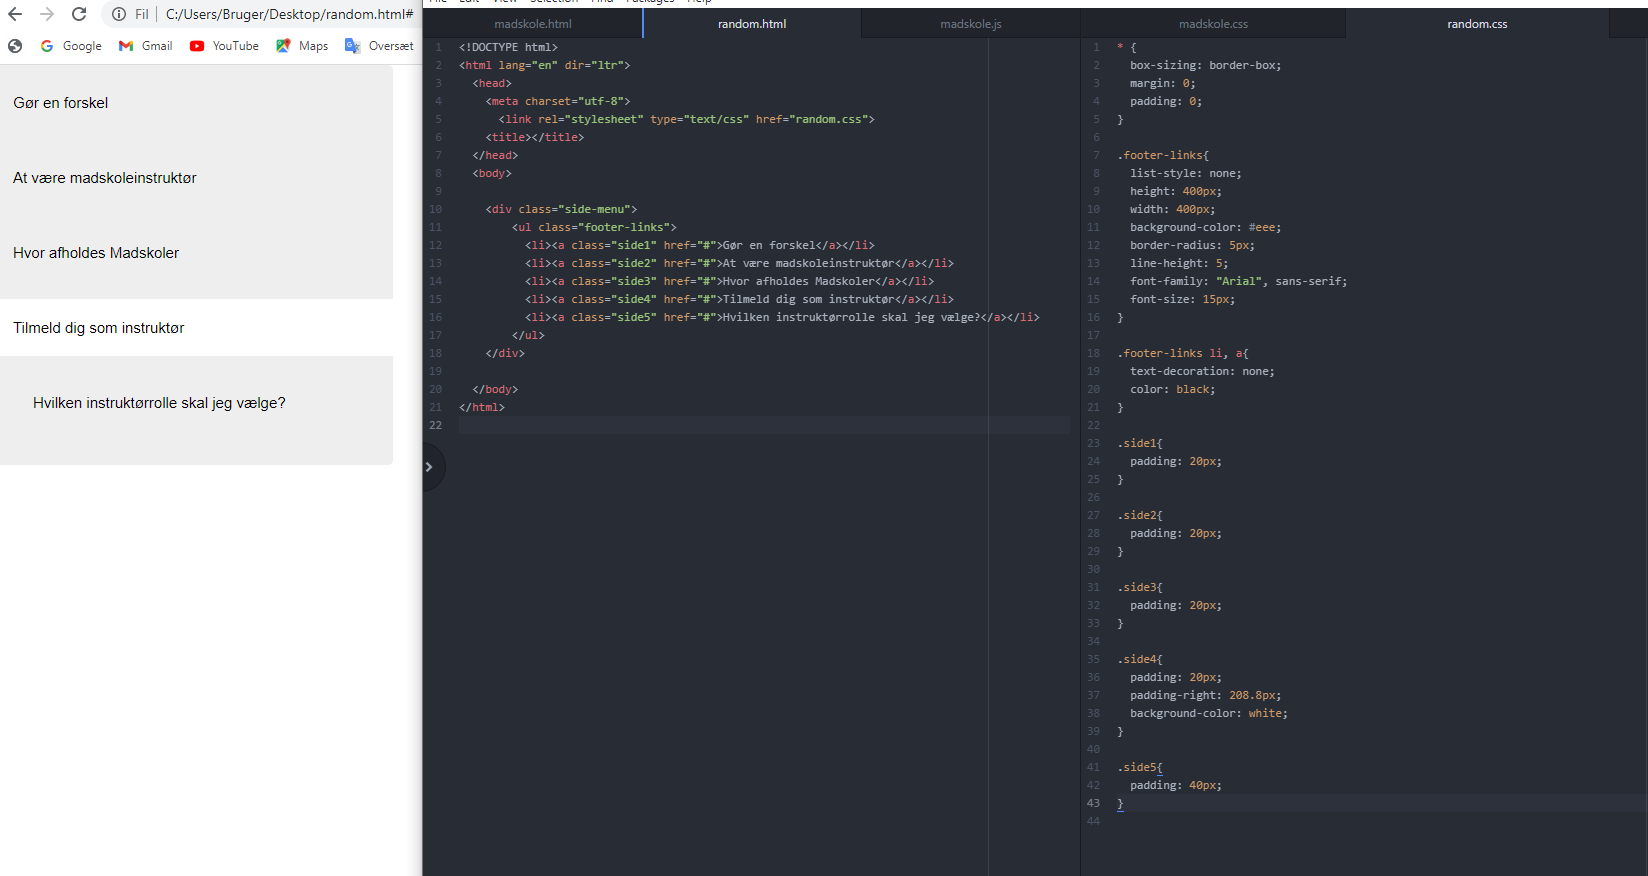 Fil | C:/Users/Bruger/Desktop/random.html#
Google Gmail YouTube Maps Oversæt
Gør en forskel
At være madskoleinstruktør
Hvor afholdes Madskoler
Tilmeld dig som instruktør
Hvilken instruktørrolle skal jeg vælge?
madskole.html random.html madskole.js
1 <!DOCTYPE html>
2 <html lang="en" dir="ltr">
3 <head>
4 <meta charset="utf-8">
5 <link rel="stylesheet" type="text/css" href="random.css">
6 <title></title>
7 </head>
8 <body>
9
10 <div class="side-menu">
11 <ul class="footer-links">
12 <li><a class="side1" href="#">Gør en forskel</a></li>
13 <li><a class="side2" href="#">At være madskoleinstruktør</a></li>
14 <li><a class="side3" href="#">Hvor afholdes Madskoler</a></li>
15 <li><a class="side4" href="#">Tilmeld dig som instruktør</a></li>
16 <li><a class="side5" href="#">Hvilken instruktørrolle skal jeg vælge?</a></li>
17 </ul>
18 </div>
19
20 </body>
21 </html>
22
madskole.css random.css
1 * {
2 box-sizing: border-box;
3 margin: 0;
4 padding: 0;
5 }
6
7 .footer-links{
8 list-style: none;
9 height: 400px;
10 width: 400px;
11 background-color: #eee;
12 border-radius: 5px;
13 line-height: 5;
14 font-family: "Arial", sans-serif;
15 font-size: 15px;
16 }
17
18 .footer-links li, a{
19 text-decoration: none;
20 color: black;
21 }
22
23 .side1{
24 padding: 20px;
25 }
26
27 .side2{
28 padding: 20px;
29 }
30
31 .side3{
32 padding: 20px;
33 }
34
35 .side4{
36 padding: 20px;
37 padding-right: 208.8px;
38 background-color: white;
39 }
40
41 .side5{
42 padding: 40px;
43 }
44